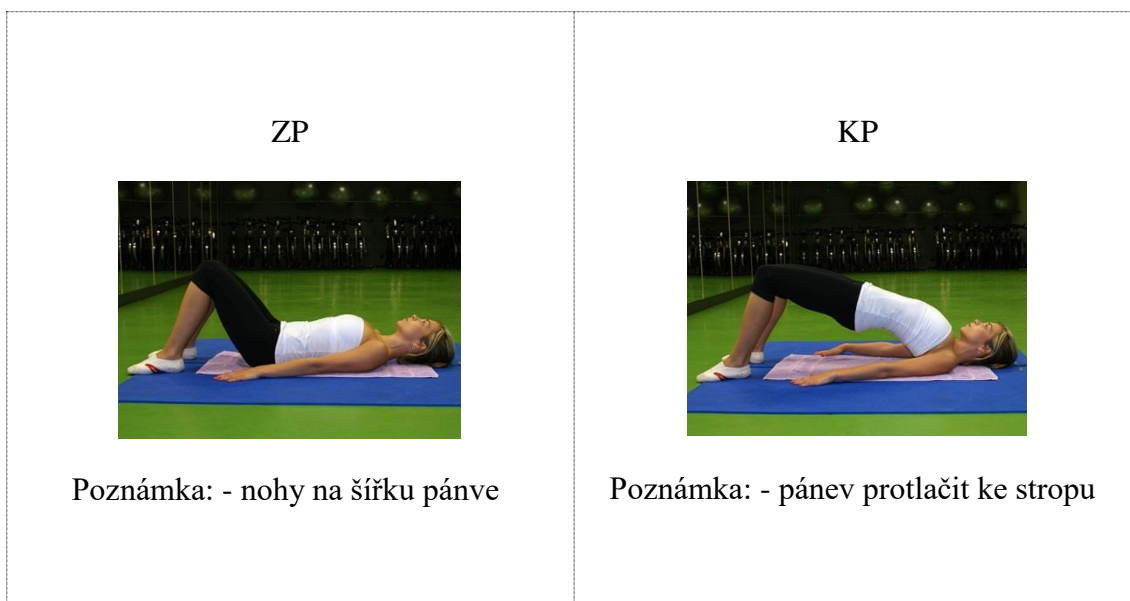 ZP
KP
Poznámka: - nohy na šířku pánve
Poznámka: - pánev protlačit ke stropu